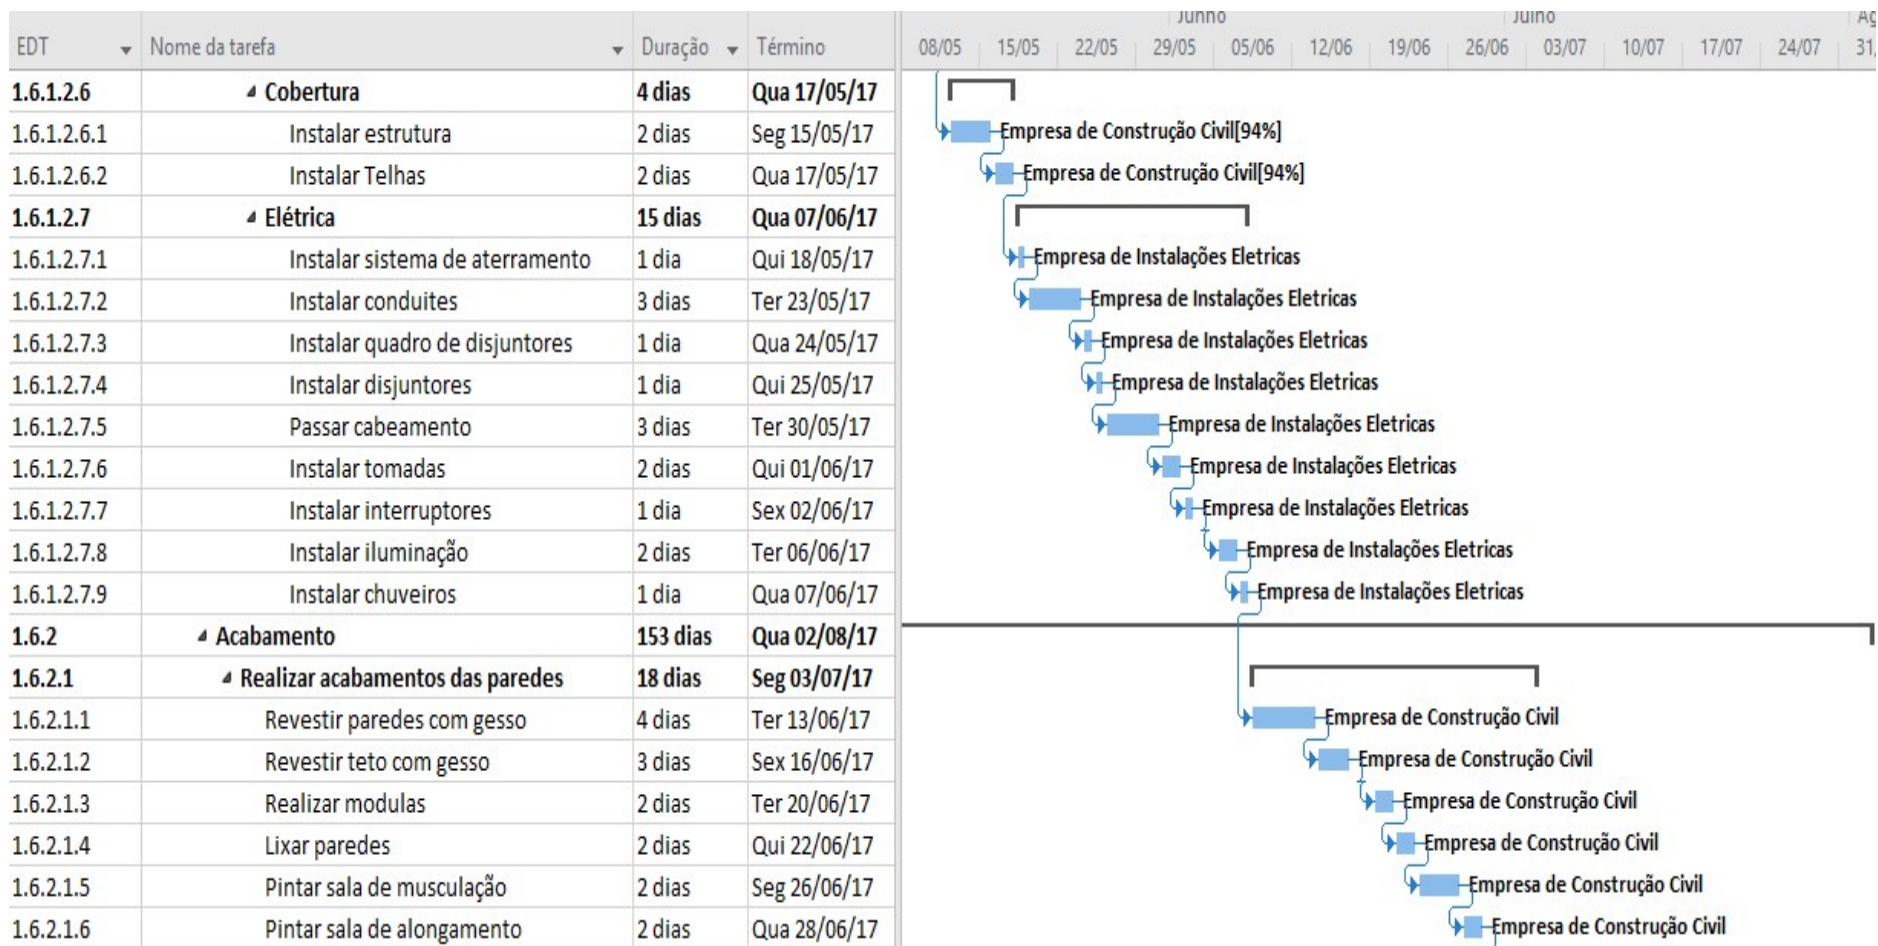 Junho Julho Ag
EDT Nome da tarefa Duração Término 08/05 15/05 22/05 29/05 05/06 12/06 19/06 26/06 03/07 10/07 17/07 24/07 31/
1.6.1.2.6 Cobertura 4 dias Qua 17/05/17
1.6.1.2.6.1 Instalar estrutura 2 dias Seg 15/05/17 Empresa de Construção Civil[94%]
1.6.1.2.6.2 Instalar Telhas 2 dias Qua 17/05/17 Empresa de Construção Civil[94%]
1.6.1.2.7 Elétrica 15 dias Qua 07/06/17
1.6.1.2.7.1 Instalar sistema de aterramento 1 dia Qui 18/05/17 Empresa de Instalações Eletricas
1.6.1.2.7.2 Instalar conduites 3 dias Ter 23/05/17 Empresa de Instalações Eletricas
1.6.1.2.7.3 Instalar quadro de disjuntores 1 dia Qua 24/05/17 Empresa de Instalações Eletricas
1.6.1.2.7.4 Instalar disjuntores 1 dia Qui 25/05/17 Empresa de Instalações Eletricas
1.6.1.2.7.5 Passar cabeamento 3 dias Ter 30/05/17 Empresa de Instalações Eletricas
1.6.1.2.7.6 Instalar tomadas 2 dias Qui 01/06/17 Empresa de Instalações Eletricas
1.6.1.2.7.7 Instalar interruptores 1 dia Sex 02/06/17 Empresa de Instalações Eletricas
1.6.1.2.7.8 Instalar iluminação 2 dias Ter 06/06/17 Empresa de Instalações Eletricas
1.6.1.2.7.9 Instalar chuveiros 1 dia Qua 07/06/17 Empresa de Instalações Eletricas
1.6.2 Acabamento 153 dias Qua 02/08/17
1.6.2.1 Realizar acabamentos das paredes 18 dias Seg 03/07/17
1.6.2.1.1 Revestir paredes com gesso 4 dias Ter 13/06/17 Empresa de Construção Civil
1.6.2.1.2 Revestir teto com gesso 3 dias Sex 16/06/17 Empresa de Construção Civil
1.6.2.1.3 Realizar modulas 2 dias Ter 20/06/17 Empresa de Construção Civil
1.6.2.1.4 Lixar paredes 2 dias Qui 22/06/17 Empresa de Construção Civil
1.6.2.1.5 Pintar sala de musculação 2 dias Seg 26/06/17 Empresa de Construção Civil
1.6.2.1.6 Pintar sala de alongamento 2 dias Qua 28/06/17 Empresa de Construção Civil